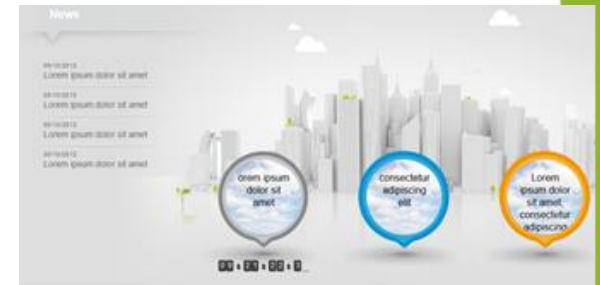 News
Lorem ipsum dolor sit amet
Lorem ipsum dolor sit amet
Lorem ipsum dolor sit amet
Lorem ipsum dolor sit amet
orem ipsum
dolor sit
amet
consectetur
adipiscing
elit
Lorem
ipsum dolor
sit amet,
consectetur
adipiscing